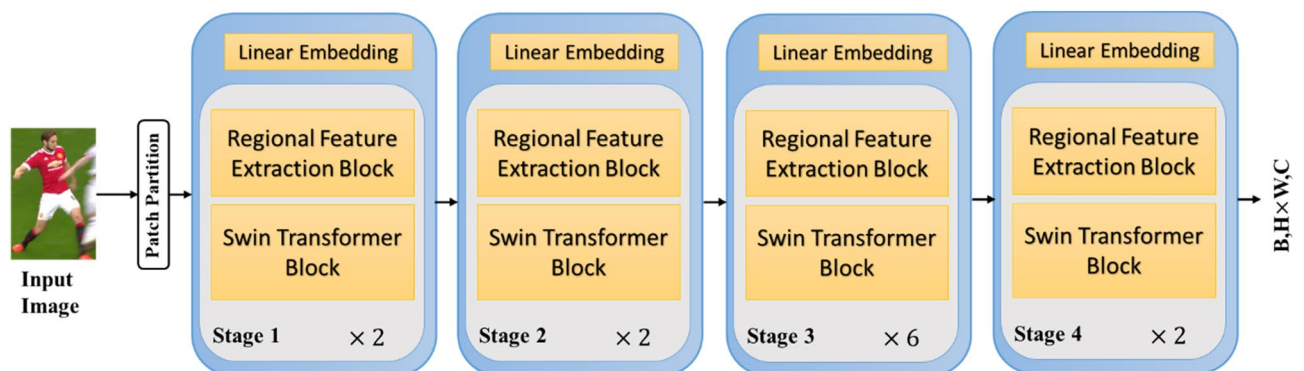 Input
Image
Patch Partition
Linear Embedding
Regional Feature
Extraction Block
Swin Transformer
Block
Stage 1 × 2
Linear Embedding
Regional Feature
Extraction Block
Swin Transformer
Block
Stage 2 × 2
Linear Embedding
Regional Feature
Extraction Block
Swin Transformer
Block
Stage 3 × 6
Linear Embedding
Regional Feature
Extraction Block
Swin Transformer
Block
Stage 4 × 2
B,H×W,C